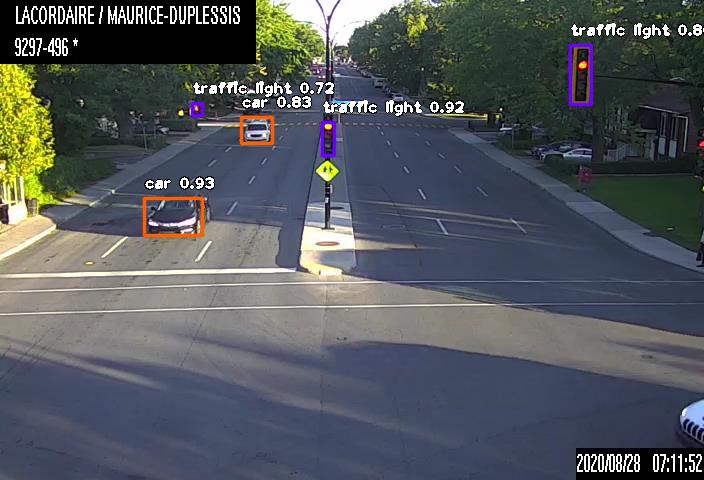 LACORDAIRE / MAURICE-DUPLESSIS
9297-496 *
traffic light 0.8
traffic light 0.72
car 0.83
traffic light 0.92
car 0.93
2020/08/28 07:11:52